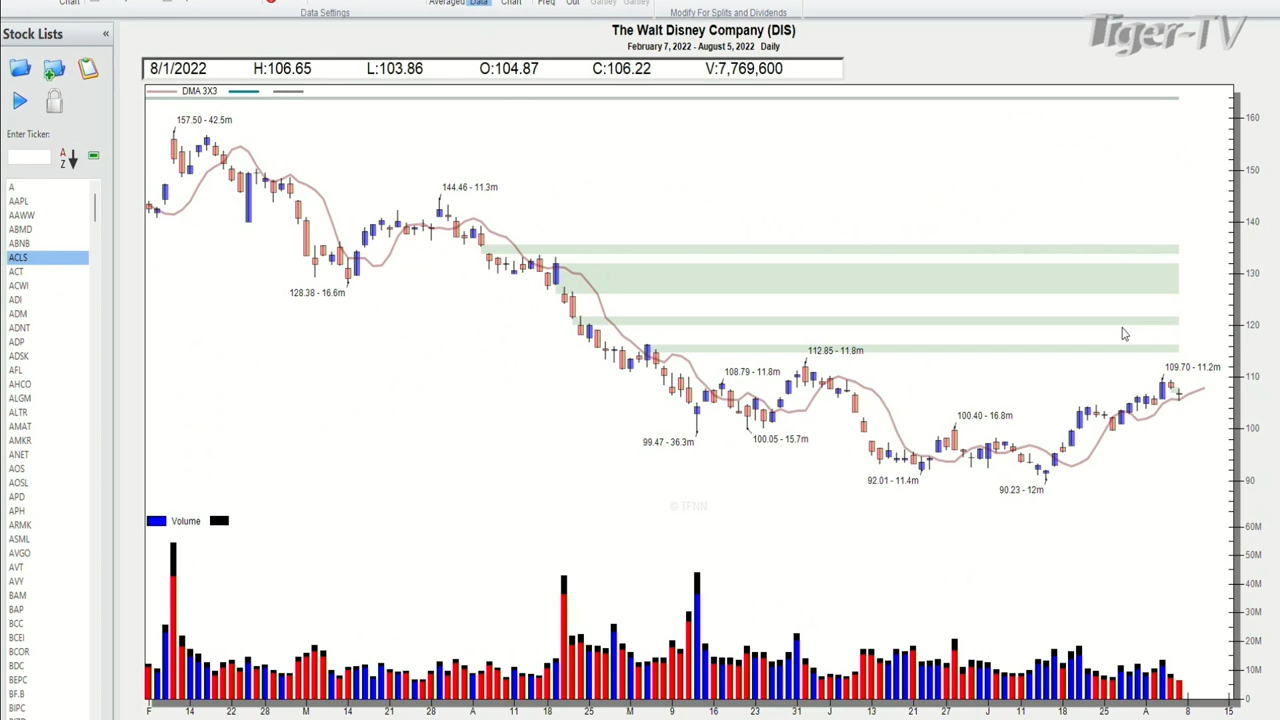 Chart
Averaged Data Chart Freq Out Ganley Ganley
Data Settings
Modify For Splits and Dividends
Stock Lists «
The Walt Disney Company (DIS)
February 7, 2022 - August 5, 2022 Daily
Tiger-TV
8/1/2022 H:106.65 L:103.86 O:104.87 C:106.22 V:7,769,600
DMA 3X3
Enter Ticker:
A
Z
A
AAPL
AAWW
ABMD
ABNB
ACLS
ACT
ACWI
ADI
ADM
ADNT
ADP
ADSK
AFL
AHCO
ALGM
ALTR
AMAT
AMKR
ANET
AOS
AOSL
APD
APH
ARMK
ASML
AVGO
AVT
AVY
BAM
BAP
BCC
BCEI
BCOR
BDC
BEPC
BF.B
BIPC
157.50 - 42.5m
144.46 - 11.3m
128.38 - 16.6m
112.85 - 11.8m
108.79 - 11.8m
109.70 - 11.2m
99.47 - 36.3m
100.05 - 15.7m
100.40 - 16.8m
92.01 - 11.4m
90.23 - 12m
© TFNN
160
150
140
130
120
110
100
90
Volume
60M
50M
40M
30M
20M
10M
0
F 14 22 28 M 14 21 28 A 11 18 25 M 9 16 23 31 J 13 21 27 J 11 18 25 A 8 15